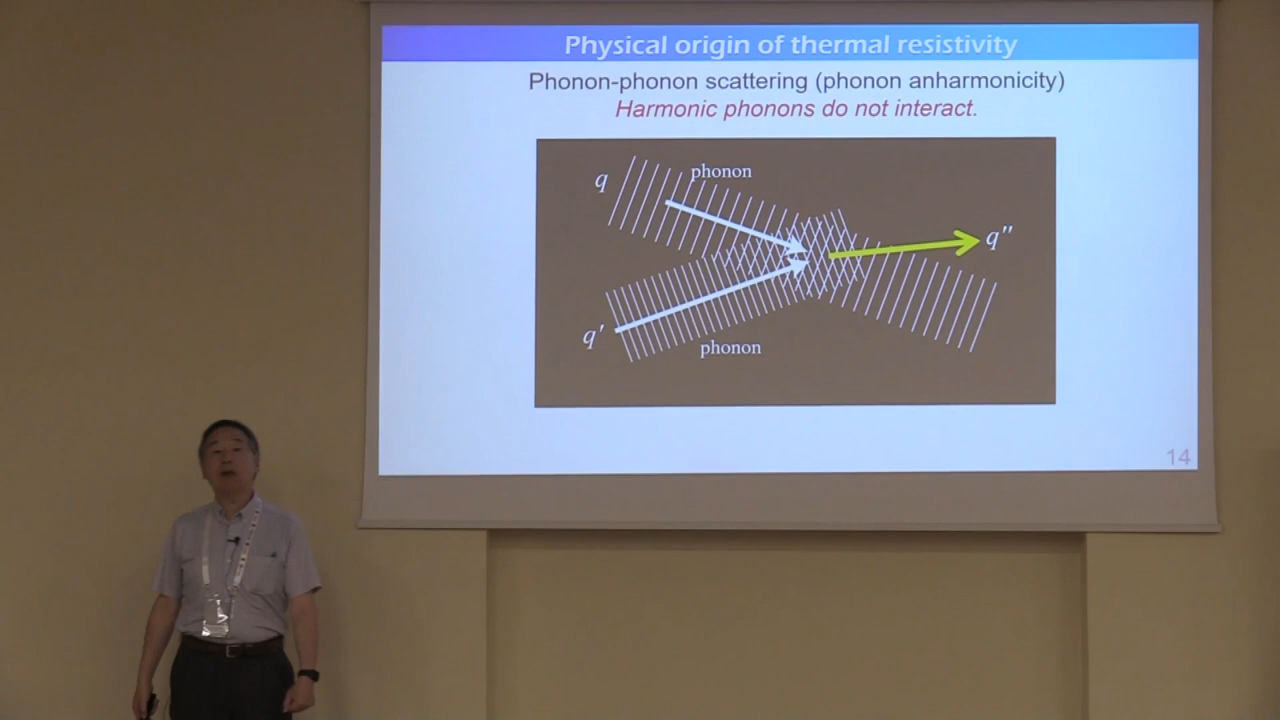 Physical origin of thermal resistivity
Phonon-phonon scattering (phonon anharmonicity)
Harmonic phonons do not interact.
q
phonon
q''
q'
phonon
14